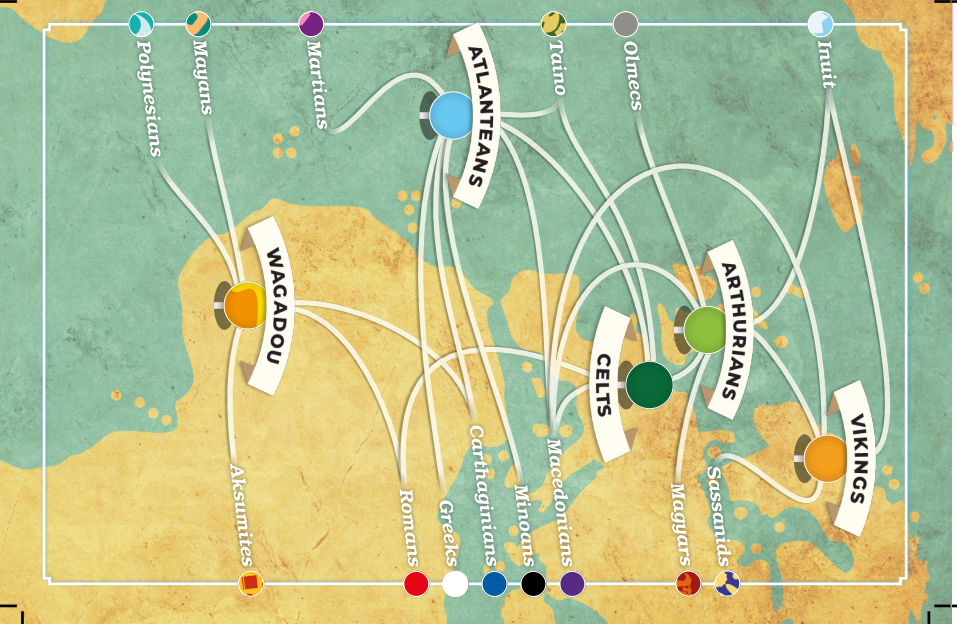 Inuit
Olmecs
Taino
ATLANTEANS
Martians
Mayans
Polynesians
VIKINGS
ARTHURIANS
CELTS
WAGADOU
Sassanids
Magyars
Macedonians
Minoans
Carthaginians
Greeks
Romans
Aksumites